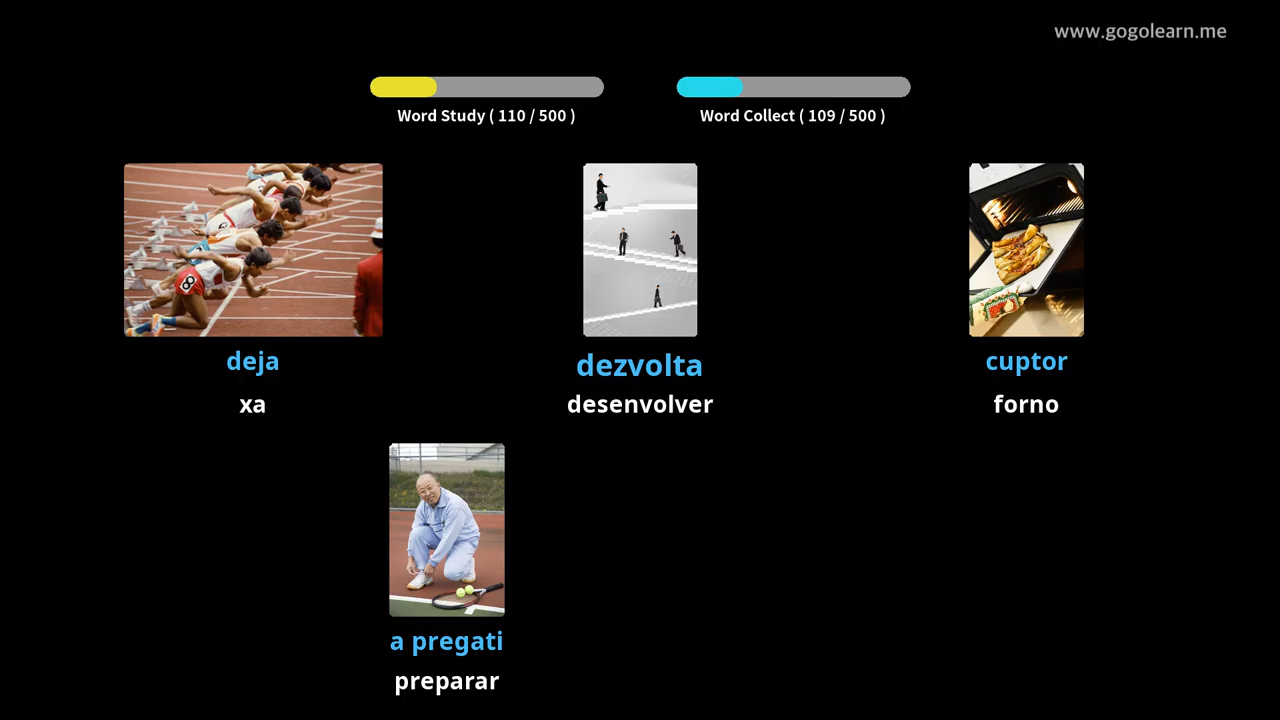 www.gogolearn.me
Word Study ( 110 / 500 )
Word Collect ( 109 / 500 )
8
deja
dezvolta
cuptor
xa
desenvolver
forno
a pregati
preparar